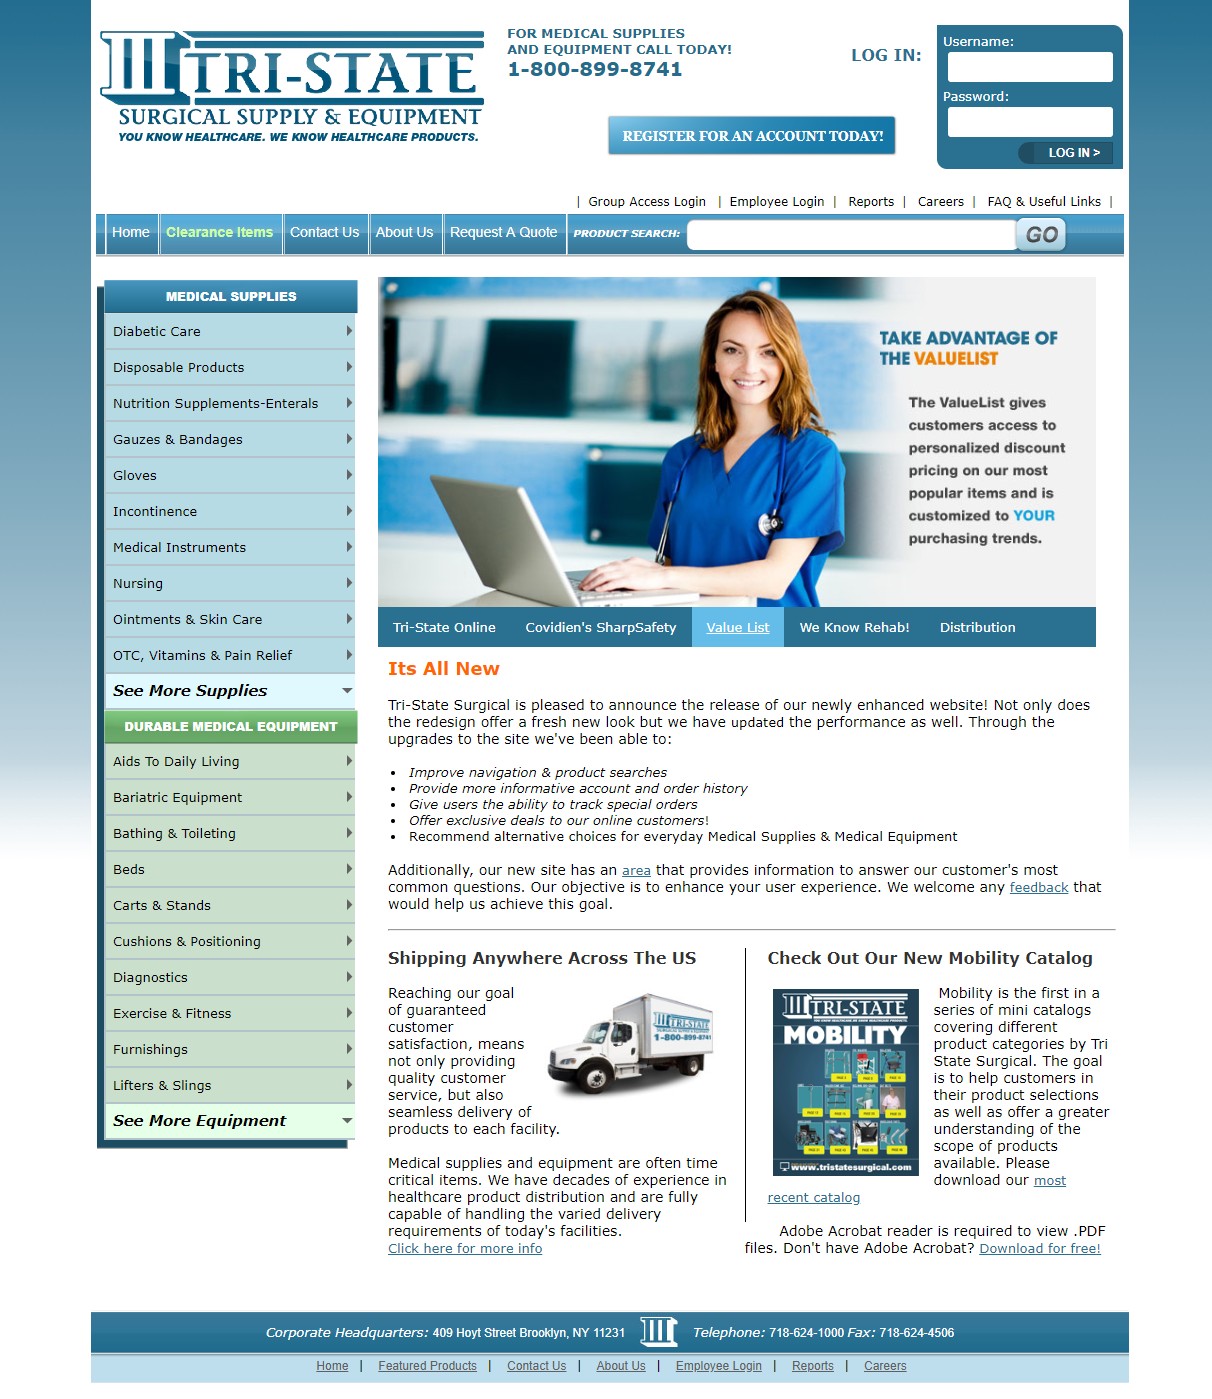 TRI-STATE
SURGICAL SUPPLY & EQUIPMENT
YOU KNOW HEALTHCARE. WE KNOW HEALTHCARE PRODUCTS.
FOR MEDICAL SUPPLIES
AND EQUIPMENT CALL TODAY!
1-800-899-8741
REGISTER FOR AN ACCOUNT TODAY!
LOG IN:
Username:
Password:
LOG IN >
| Group Access Login | Employee Login | Reports | Careers | FAQ & Useful Links |
Home Clearance Items Contact Us About Us Request A Quote PRODUCT SEARCH: GO
MEDICAL SUPPLIES
Diabetic Care
Disposable Products
Nutrition Supplements-Enterals
Gauzes & Bandages
Gloves
Incontinence
Medical Instruments
Nursing
Ointments & Skin Care
OTC, Vitamins & Pain Relief
See More Supplies
DURABLE MEDICAL EQUIPMENT
Aids To Daily Living
Bariatric Equipment
Bathing & Toileting
Beds
Carts & Stands
Cushions & Positioning
Diagnostics
Exercise & Fitness
Furnishings
Lifters & Slings
See More Equipment
TAKE ADVANTAGE OF
THE VALUELIST
The ValueList gives
customers access to
personalized discount
pricing on our most
popular items and is
customized to YOUR
purchasing trends.
Tri-State Online Covidien's SharpSafety Value List We Know Rehab! Distribution
Its All New
Tri-State Surgical is pleased to announce the release of our newly enhanced website! Not only does
the redesign offer a fresh new look but we have updated the performance as well. Through the
upgrades to the site we've been able to:
• Improve navigation & product searches
• Provide more informative account and order history
• Give users the ability to track special orders
• Offer exclusive deals to our online customers!
• Recommend alternative choices for everyday Medical Supplies & Medical Equipment
Additionally, our new site has an area that provides information to answer our customer's most
common questions. Our objective is to enhance your user experience. We welcome any feedback that
would help us achieve this goal.
Shipping Anywhere Across The US
Reaching our goal
of guaranteed
customer
satisfaction, means
not only providing
quality customer
service, but also
seamless delivery of
products to each facility.
TRI-STATE
1-800-899-8741
Medical supplies and equipment are often time
critical items. We have decades of experience in
healthcare product distribution and are fully
capable of handling the varied delivery
requirements of today's facilities.
Click here for more info
Check Out Our New Mobility Catalog
TRI-STATE
MOBILITY
www.tristatesurgical.com
Mobility is the first in a
series of mini catalogs
covering different
product categories by Tri
State Surgical. The goal
is to help customers in
their product selections
as well as offer a greater
understanding of the
scope of products
available. Please
download our most
recent catalog
Adobe Acrobat reader is required to view .PDF
files. Don't have Adobe Acrobat? Download for free!
Corporate Headquarters: 409 Hoyt Street Brooklyn, NY 11231 Telephone: 718-624-1000 Fax: 718-624-4506
Home | Featured Products | Contact Us | About Us | Employee Login | Reports | Careers